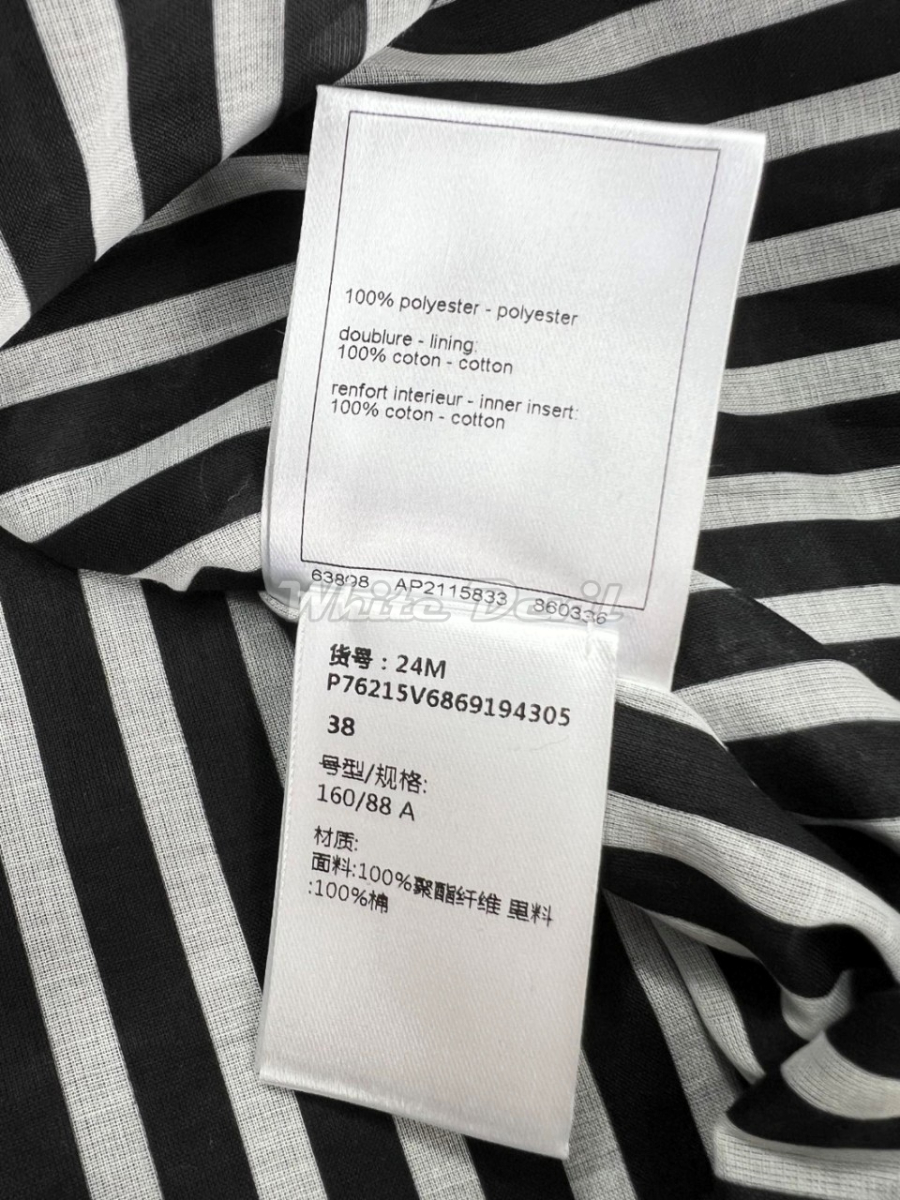 100% polyester - polyester
doublure - lining:
100% coton - cotton
renfort interieur - inner insert:
100% coton - cotton
63808 AP2115833 860336
White Devil
货号：24M
P76215V6869194305
38
号型/规格:
160/88 A
材质:
面料:100%聚酯纤维 里料
:100%棉